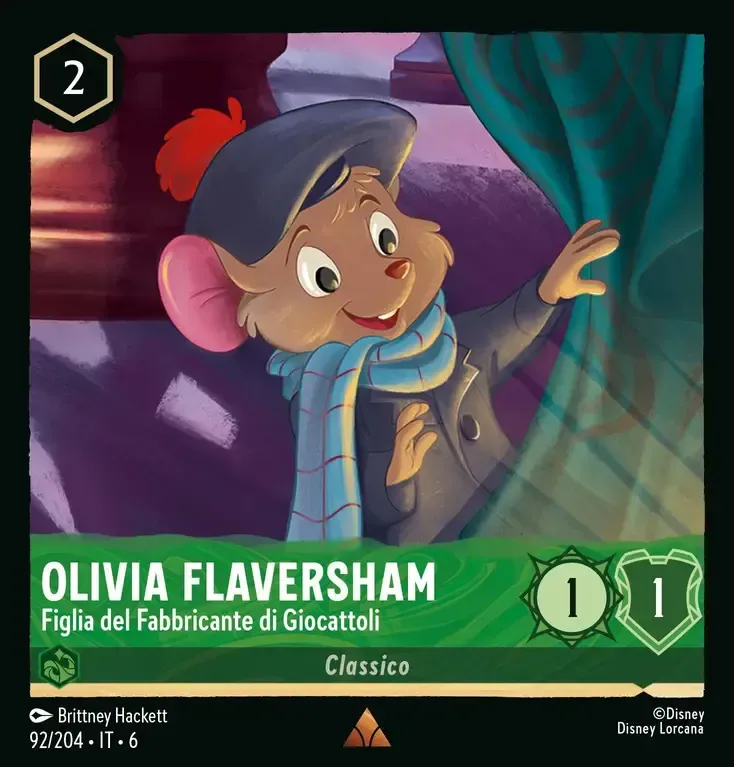 2
OLIVIA FLAVERSHAM
Figlia del Fabbricante di Giocattoli
1
1
Classico
Brittney Hackett
©Disney
92/204 • IT • 6
Disney Lorcana